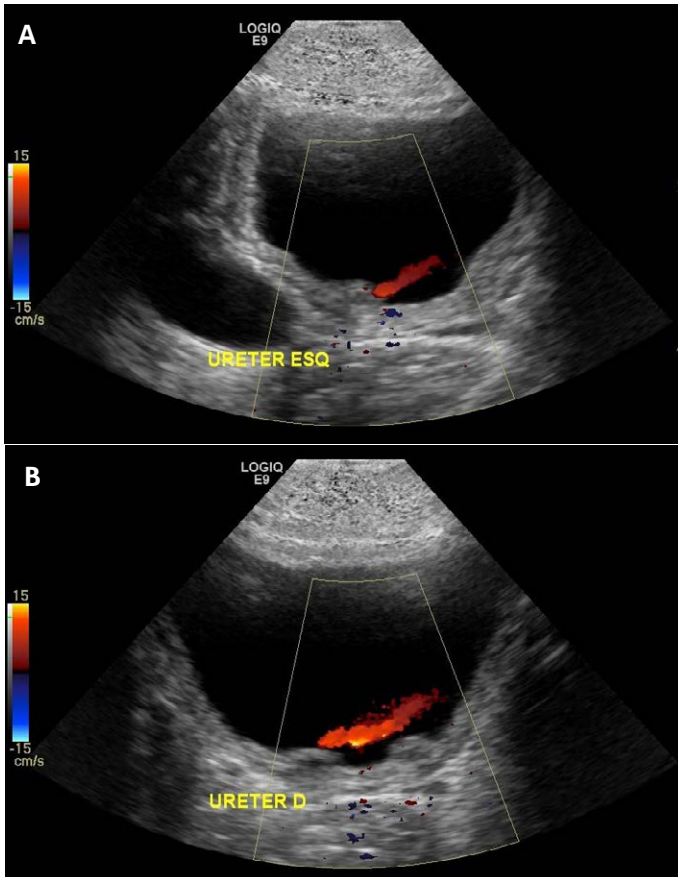 A
LOGIQ
E9
15
-15
cm/s
URETER ESQ
B
LOGIQ
E9
15
-15
cm/s
URETER D